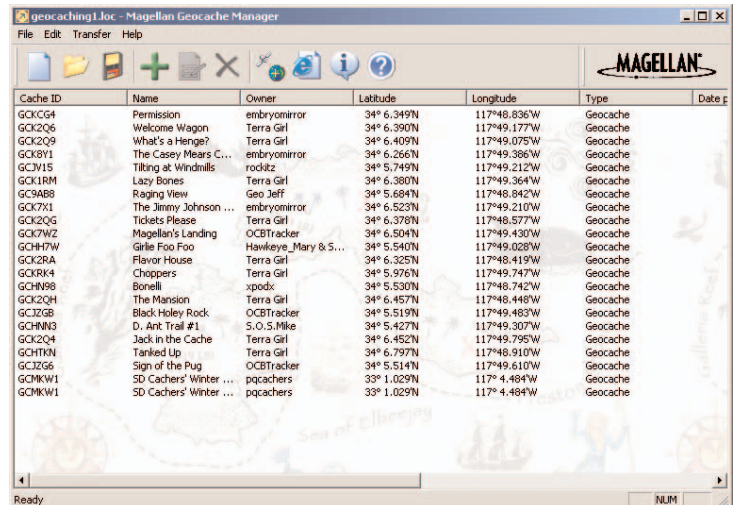 geocaching1.loc - Magellan Geocache Manager
File Edit Transfer Help
MAGELLAN
Cache ID Name Owner Latitude Longitude Type Date p
GCKCG4 Permission embryomirror 34° 6.349'N 117°48.836'W Geocache
GCK2Q6 Welcome Wagon Terra Girl 34° 6.390'N 117°49.177'W Geocache
GCK2Q9 What's a Henge? Terra Girl 34° 6.409'N 117°49.075'W Geocache
GCK8Y1 The Casey Mears C... embryomirror 34° 6.266'N 117°49.386'W Geocache
GCJV15 Tilting at Windmills rockitz 34° 5.749'N 117°49.212'W Geocache
GCK1RM Lazy Bones Terra Girl 34° 6.380'N 117°49.364'W Geocache
GC9AB8 Raging View Geo Jeff 34° 5.684'N 117°48.842'W Geocache
GCK7X1 The Jimmy Johnson ... embryomirror 34° 6.523'N 117°49.210'W Geocache
GCK2QG Tickets Please Terra Girl 34° 6.378'N 117°48.577'W Geocache
GCK7WZ Magellan's Landing OCBTracker 34° 6.504'N 117°49.430'W Geocache
GCHH7W Girlie Foo Foo Hawkeye_Mary & S... 34° 5.540'N 117°49.028'W Geocache
GCK2RA Flavor House Terra Girl 34° 6.325'N 117°48.419'W Geocache
GCKRK4 Choppers Terra Girl 34° 5.976'N 117°49.747'W Geocache
GCHN98 Bonelli xpodx 34° 5.530'N 117°48.742'W Geocache
GCK2QH The Mansion Terra Girl 34° 6.457'N 117°48.448'W Geocache
GCJZGB Black Holey Rock OCBTracker 34° 5.519'N 117°49.483'W Geocache
GCHNN3 D. Ant Trail #1 S.O.S.Mike 34° 5.427'N 117°49.307'W Geocache
GCK2Q4 Jack in the Cache Terra Girl 34° 6.452'N 117°49.795'W Geocache
GCHTKN Tanked Up Terra Girl 34° 6.797'N 117°48.910'W Geocache
GCJZG6 Sign of the Pug OCBTracker 34° 5.514'N 117°49.610'W Geocache
GCMKW1 SD Cachers' Winter ... pqcachers 33° 1.029'N 117° 4.484'W Geocache
GCMKW1 SD Cachers' Winter ... pqcachers 33° 1.029'N 117° 4.484'W Geocache
Sea of Elbeejay
Ready NUM